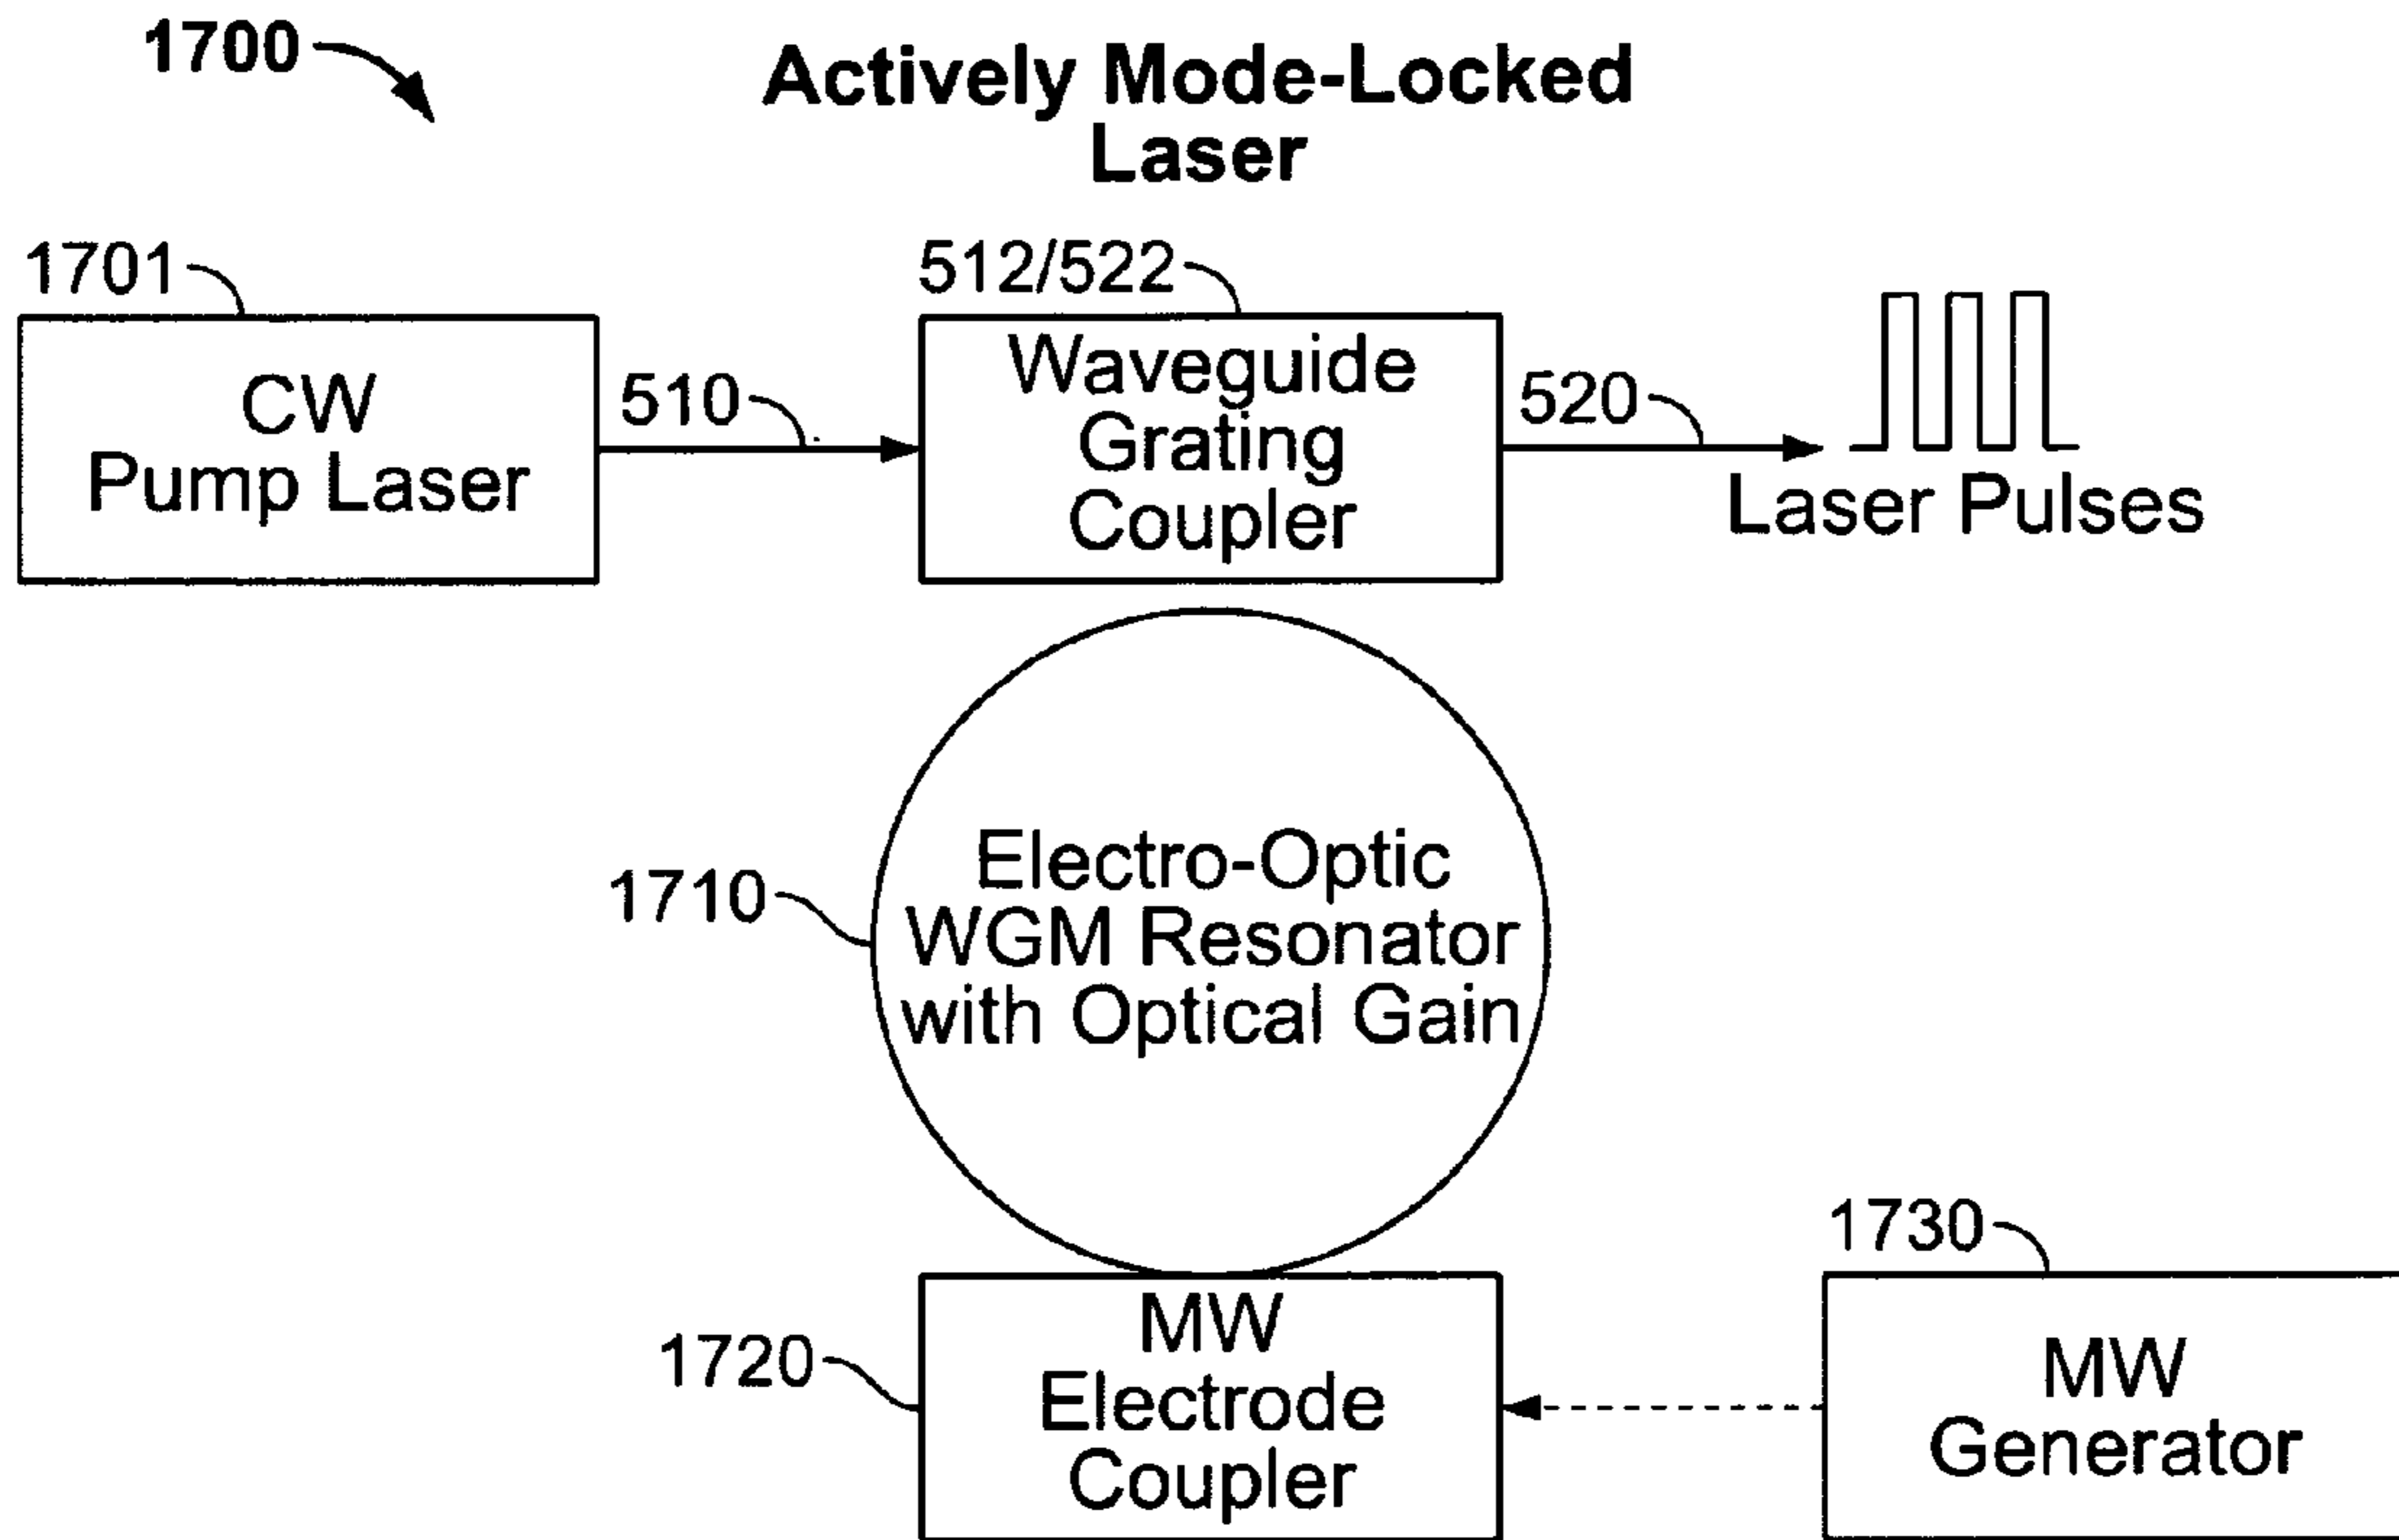 1700
Actively Mode-Locked
Laser
1701
512/522
CW
Pump Laser
510
Waveguide
Grating
Coupler
520
Laser Pulses
1710
Electro-Optic
WGM Resonator
with Optical Gain
1730
1720
MW
Electrode
Coupler
MW
Generator